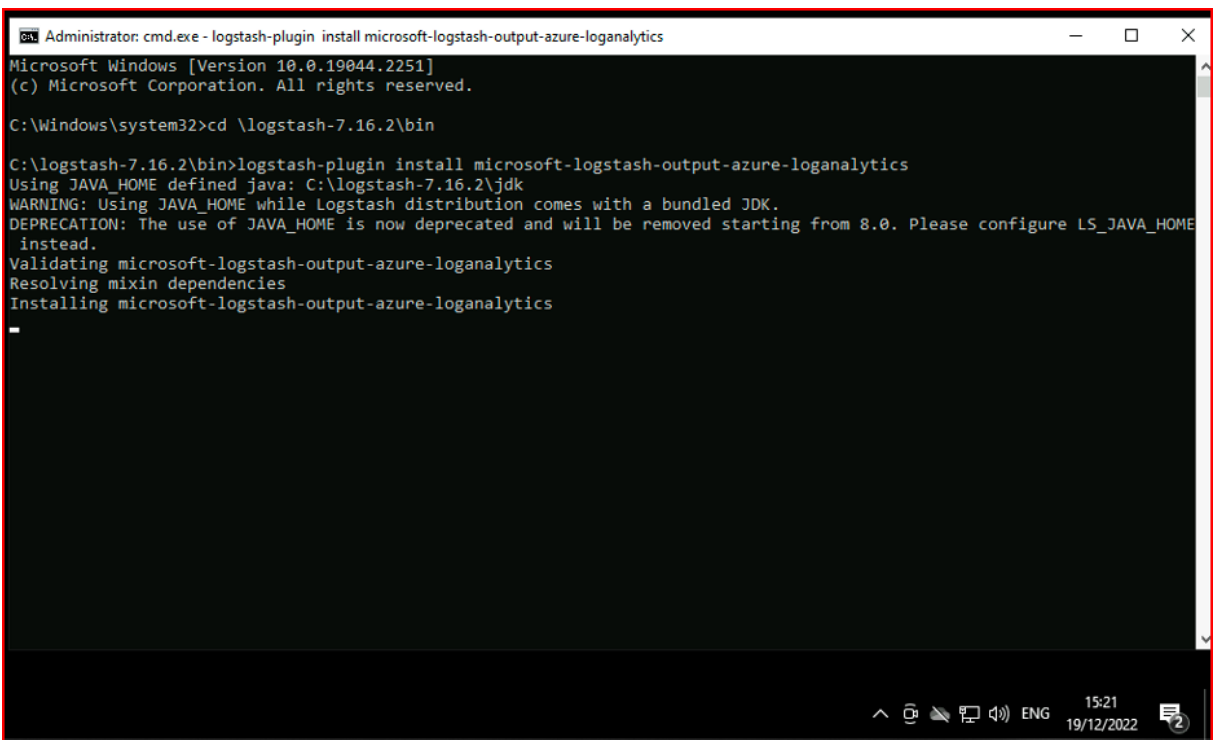 Administrator: cmd.exe - logstash-plugin  install microsoft-logstash-output-azure-loganalytics
Microsoft Windows [Version 10.0.19044.2251]
(c) Microsoft Corporation. All rights reserved.
C:\Windows\system32>cd \logstash-7.16.2\bin
C:\logstash-7.16.2\bin>logstash-plugin install microsoft-logstash-output-azure-loganalytics
Using JAVA_HOME defined java: C:\logstash-7.16.2\jdk
WARNING: Using JAVA_HOME while Logstash distribution comes with a bundled JDK.
DEPRECATION: The use of JAVA_HOME is now deprecated and will be removed starting from 8.0. Please configure LS_JAVA_HOME
 instead.
Validating microsoft-logstash-output-azure-loganalytics
Resolving mixin dependencies
Installing microsoft-logstash-output-azure-loganalytics
ENG
15:21
19/12/2022
2